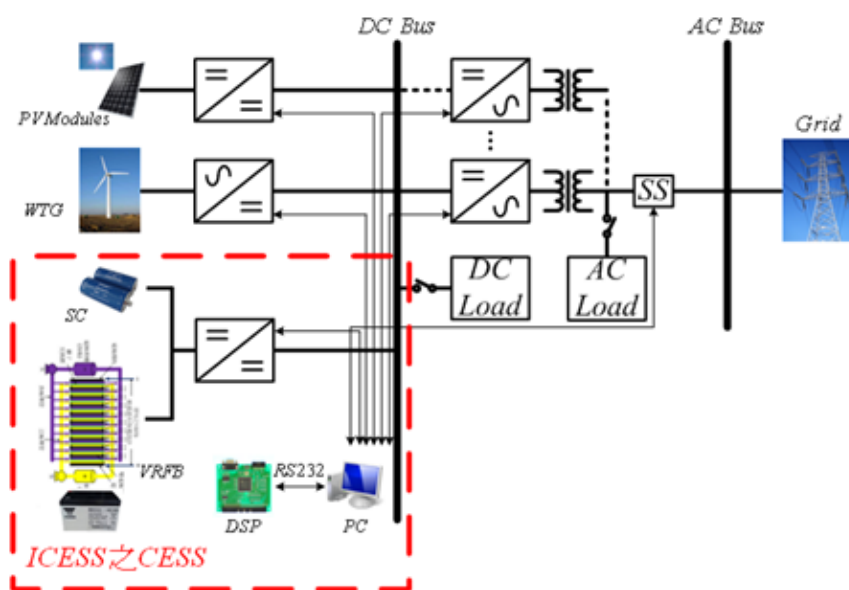 DC Bus
AC Bus
PVModules
Grid
WTG
SS
DC
Load
AC
Load
SC
VRFB
RS232
DSP
PC
ICESS之CESS